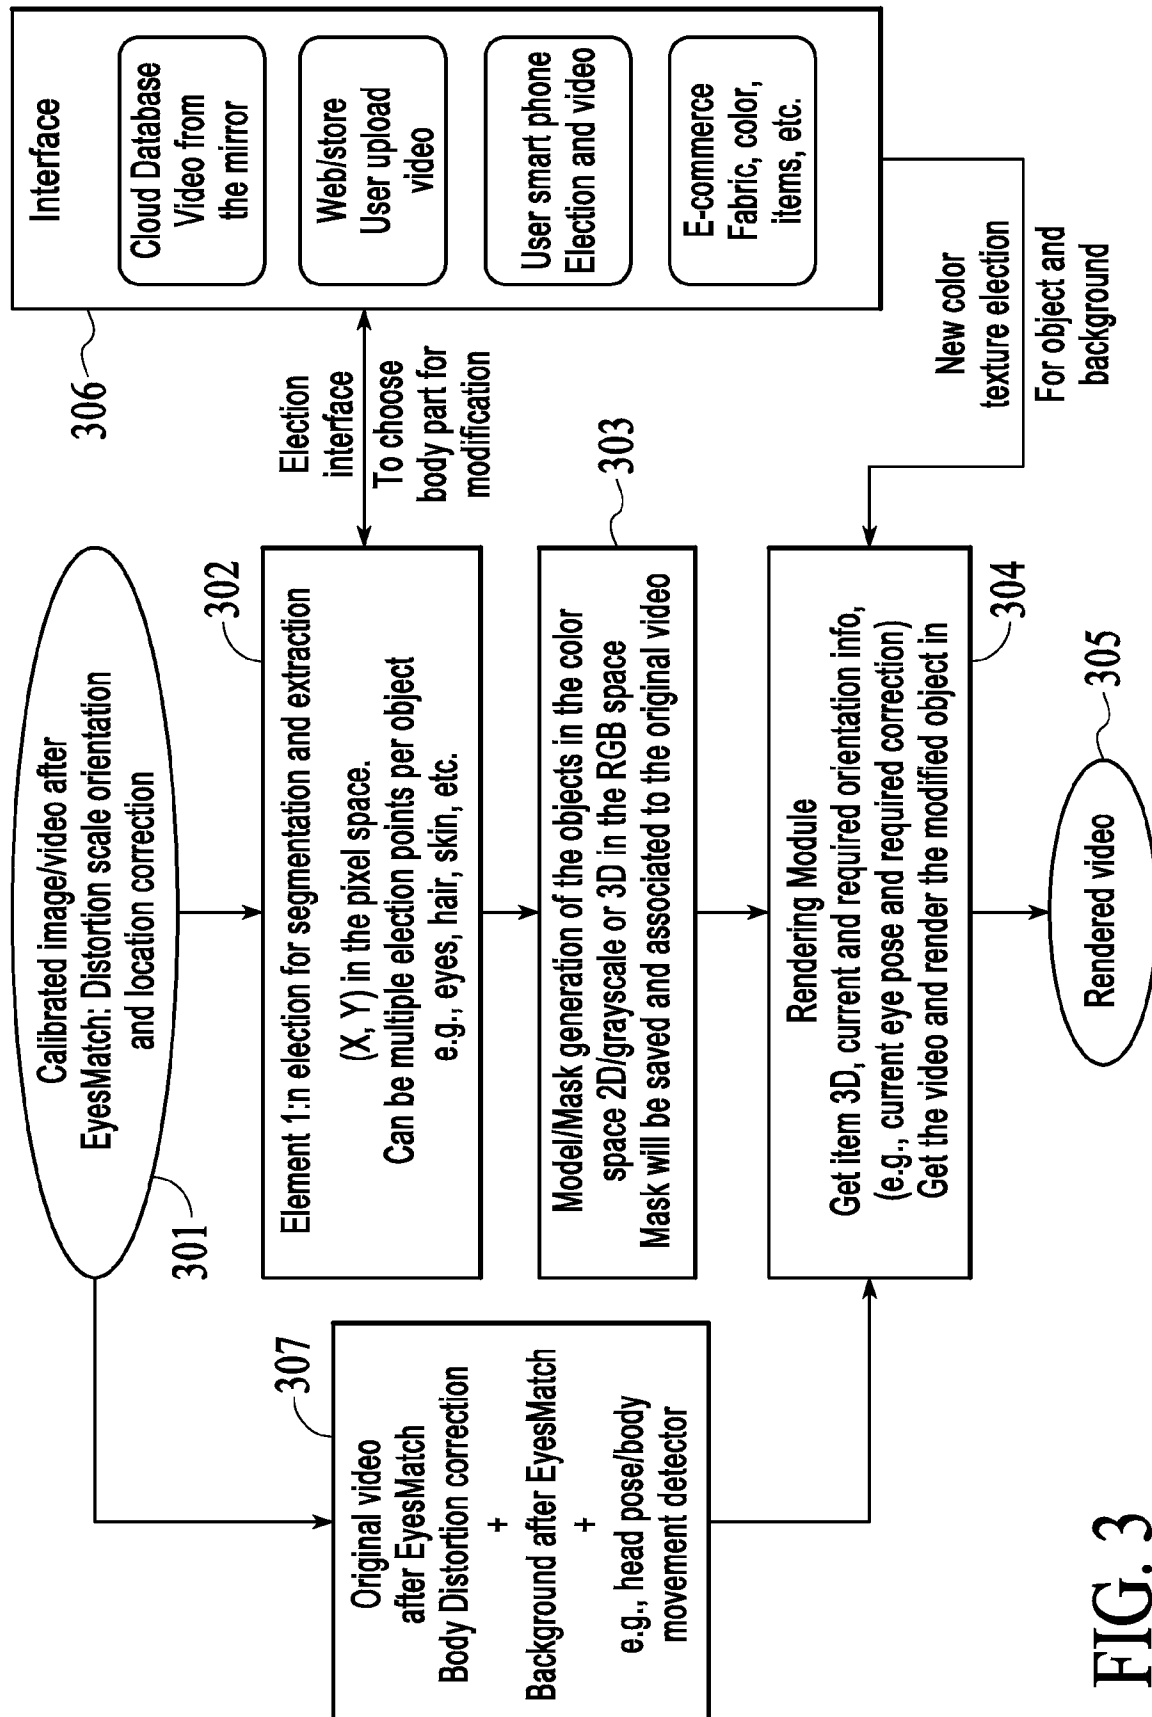 Calibrated image/video after
EyesMatch: Distortion scale orientation
and location correction
301
Original video
after EyesMatch
Body Distortion correction
+
Background after EyesMatch
+
e.g., head pose/body
movement detector
307
Element 1:n election for segmentation and extraction
(X, Y) in the pixel space.
Can be multiple election points per object
e.g., eyes, hair, skin, etc.
302
Election
interface
To choose
body part for
modification
Interface
Cloud Database
Video from
the mirror
Web/store
User upload
video
User smart phone
Election and video
E-commerce
Fabric, color,
items, etc.
306
Model/Mask generation of the objects in the color
space 2D/grayscale or 3D in the RGB space
Mask will be saved and associated to the original video
303
New color
texture election
For object and
background
Rendering Module
Get item 3D, current and required orientation info,
(e.g., current eye pose and required correction)
Get the video and render the modified object in
304
Rendered video
305
FIG. 3